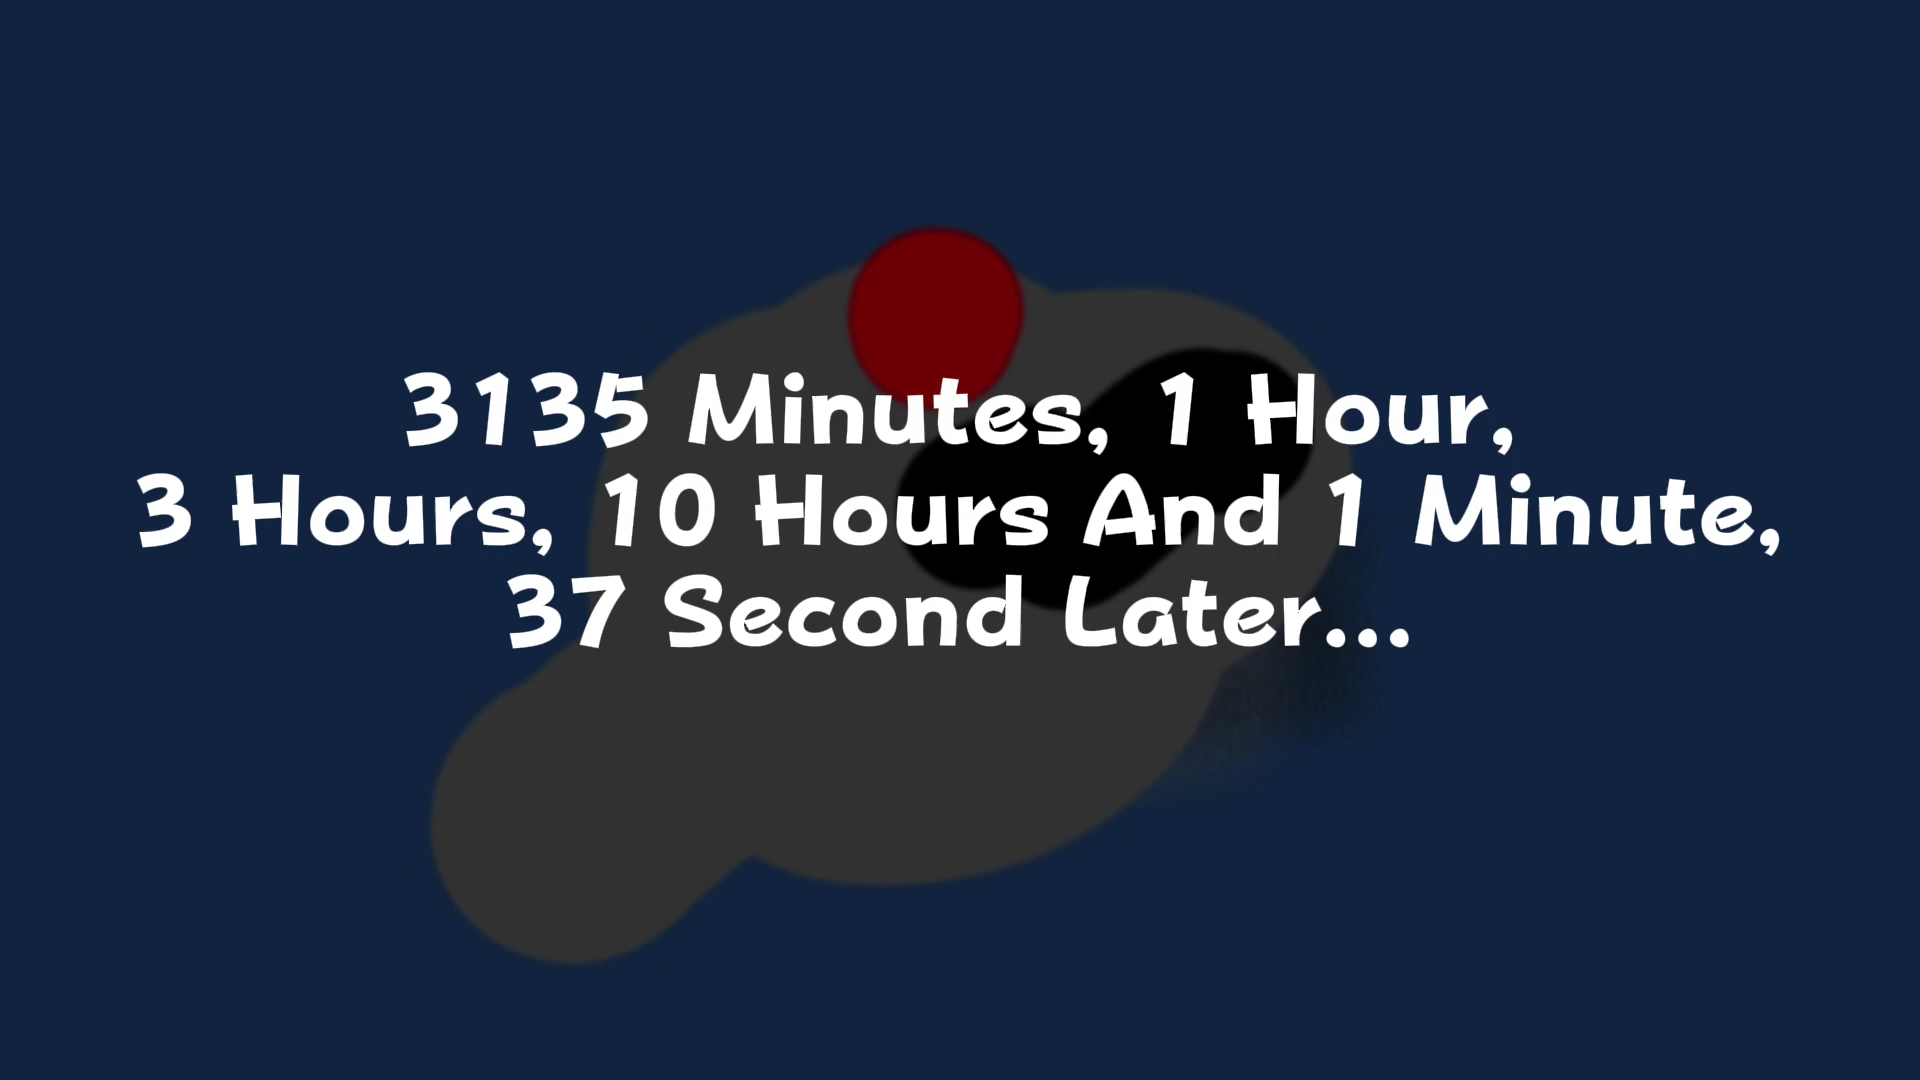 3135 Minutes, 1 Hour,
3 Hours, 10 Hours And 1 Minute,
37 Second Later...